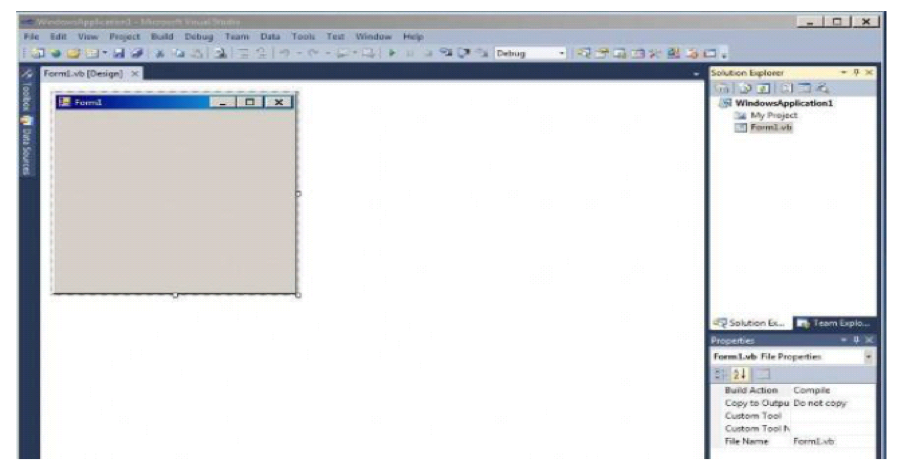 WindowsApplication1 - Microsoft Visual Studio
File Edit View Project Build Debug Team Data Tools Test Window Help
Debug
Toolbox
Data Sources
Form1.vb [Design]
Form1
Solution Explorer
WindowsApplication1
My Project
Form1.vb
Solution Ex... Team Explo...
Properties
Form1.vb File Properties
Build Action Compile
Copy to Outpu Do not copy
Custom Tool
Custom Tool N
File Name Form1.vb